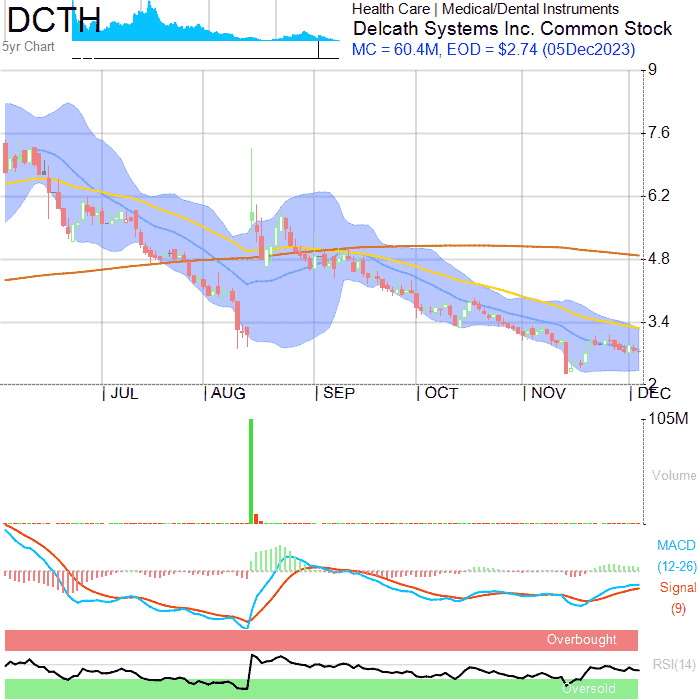 DCTH
5yr Chart
Health Care | Medical/Dental Instruments
Delcath Systems Inc. Common Stock
MC = 60.4M, EOD = $2.74 (05Dec2023)
9
7.6
6.2
4.8
3.4
2
JUL AUG SEP OCT NOV DEC
105M
Volume
MACD
(12-26)
Signal
(9)
Overbought
RSI(14)
Oversold